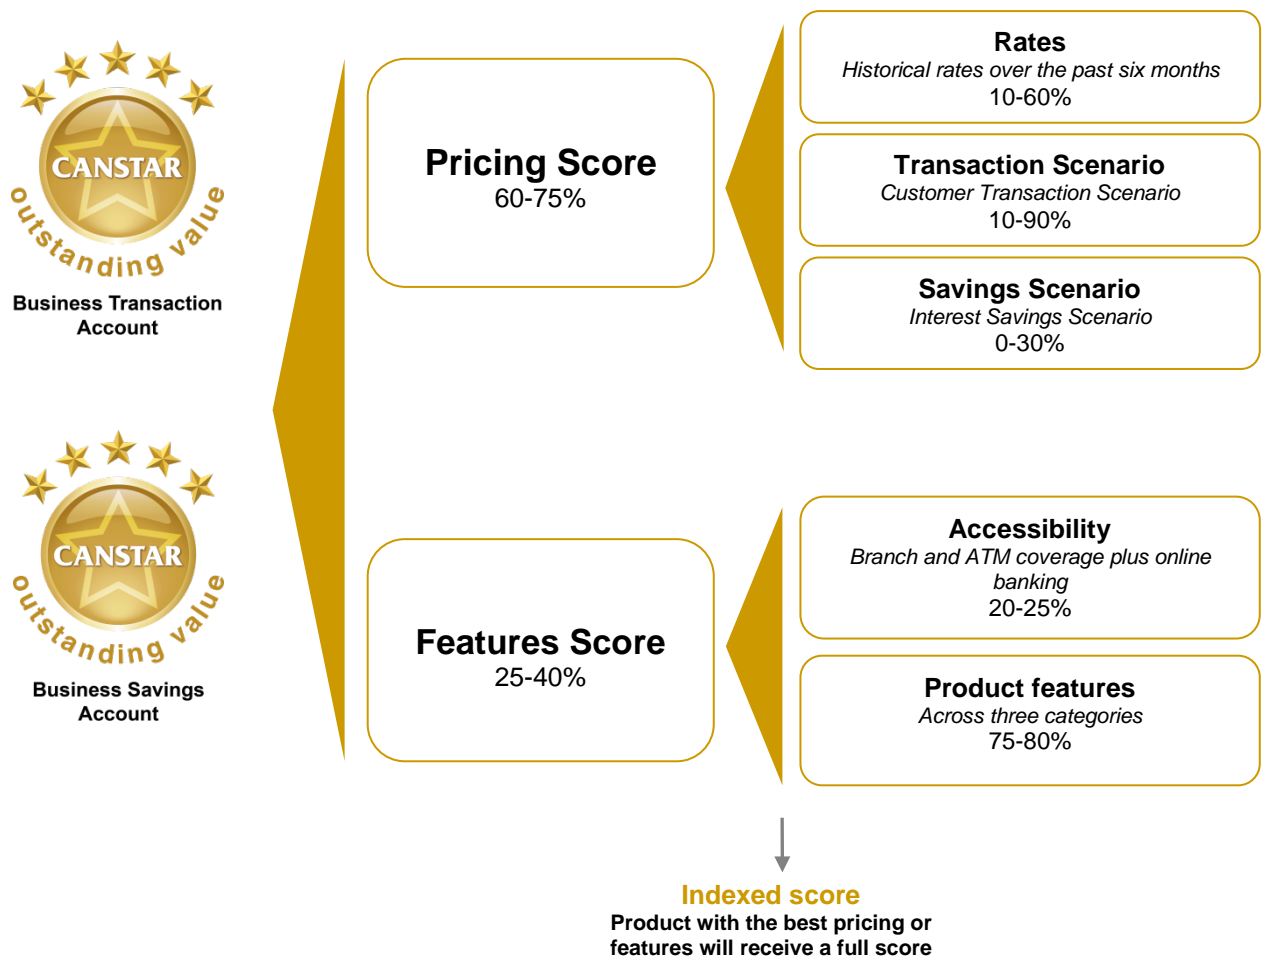 CANSTAR
outstanding value
Business Transaction
Account
CANSTAR
outstanding value
Business Savings
Account
Pricing Score
60-75%
Features Score
25-40%
Rates
Historical rates over the past six months
10-60%
Transaction Scenario
Customer Transaction Scenario
10-90%
Savings Scenario
Interest Savings Scenario
0-30%
Accessibility
Branch and ATM coverage plus online
banking
20-25%
Product features
Across three categories
75-80%
Indexed score
Product with the best pricing or
features will receive a full score